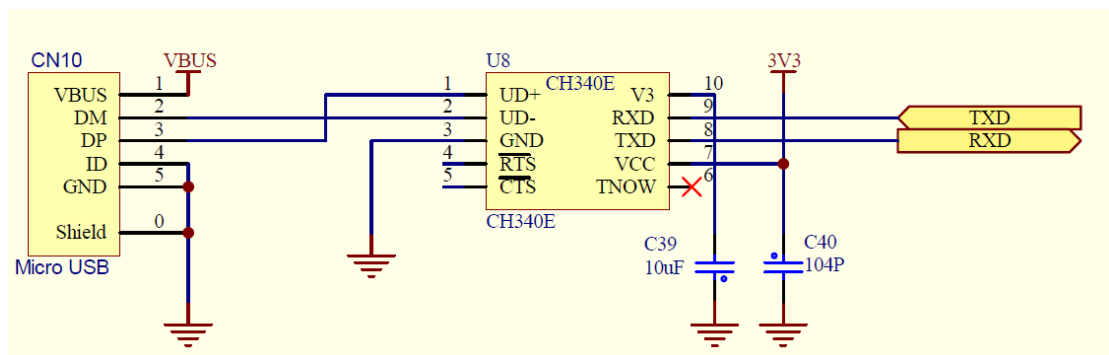 CN10
VBUS
U8
3V3
VBUS 1
DM 2
DP 3
ID 4
GND 5
Shield 0
Micro USB
CH340E
1 UD+
2 UD-
3 GND
4 RTS
5 CTS
V3 10
RXD 9
TXD 8
VCC 7
TNOW 6
CH340E
TXD
RXD
C39
10uF
C40
104P